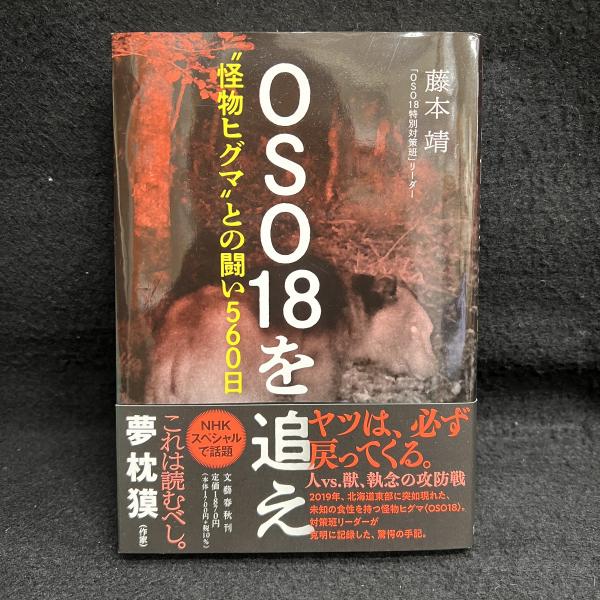 藤本 靖
「OSO18特別対策班」リーダー
OSO18を追え
"怪物ヒグマ"との闘い560日
ヤツは、必ず
戻ってくる。
人vs.獣、執念の攻防戦
2019年、北海道東部に突如現れた、
未知の食性を持つ怪物ヒグマ〈OSO18〉。
対策班リーダーが
克明に記録した、驚愕の手記。
NHK
スペシャル
で話題
文藝春秋刊
定価1870円
(本体1700円+税10%)
これは読むべし。
夢枕獏(作家)